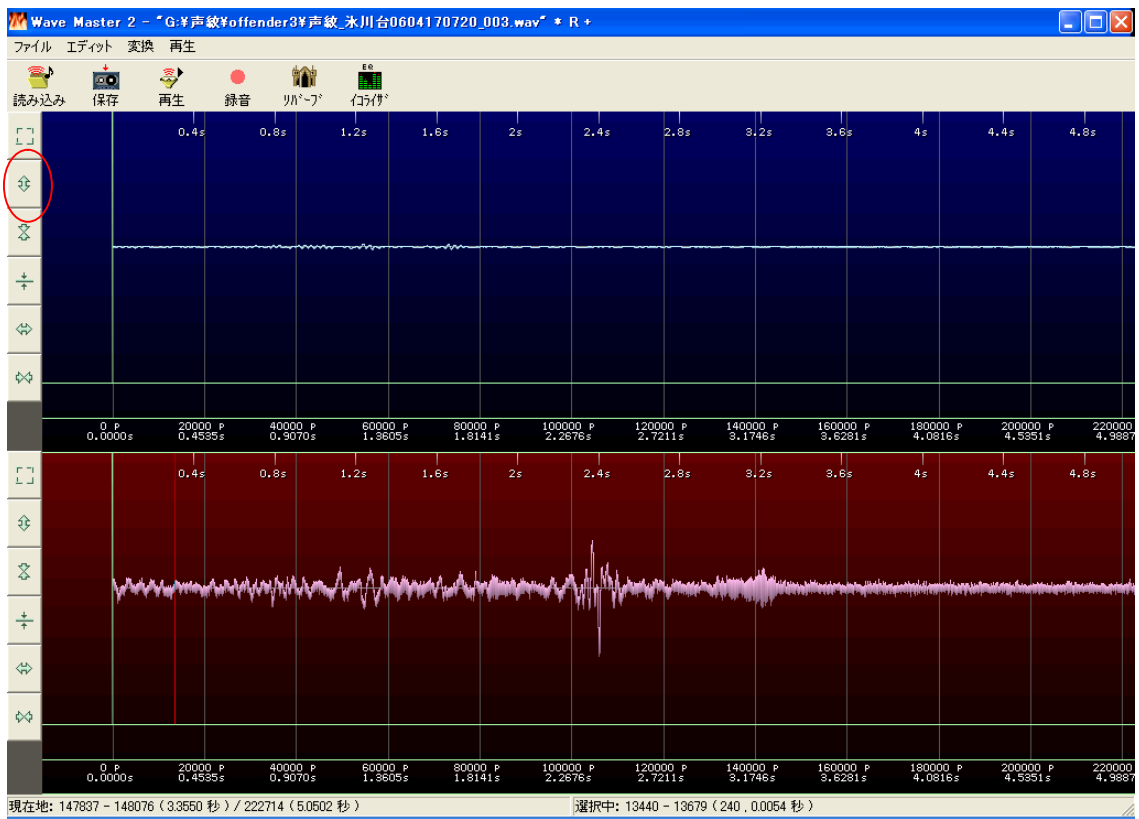 Wave Master 2 - "G:¥声紋¥offender3¥声紋_氷川台0604170720_003.wav" * R +
ファイル エディット 変換 再生
EQ
読み込み 保存 再生 録音 ﾘﾊﾞｰﾌﾞ ｲｺﾗｲｻﾞ
0.4s 0.8s 1.2s 1.6s 2s 2.4s 2.8s 3.2s 3.6s 4s 4.4s 4.8s
0 P 20000 P 40000 P 60000 P 80000 P 100000 P 120000 P 140000 P 160000 P 180000 P 200000 P 220000
0.0000s 0.4535s 0.9070s 1.3605s 1.8141s 2.2676s 2.7211s 3.1746s 3.6281s 4.0816s 4.5351s 4.9887
0.4s 0.8s 1.2s 1.6s 2s 2.4s 2.8s 3.2s 3.6s 4s 4.4s 4.8s
0 P 20000 P 40000 P 60000 P 80000 P 100000 P 120000 P 140000 P 160000 P 180000 P 200000 P 220000
0.0000s 0.4535s 0.9070s 1.3605s 1.8141s 2.2676s 2.7211s 3.1746s 3.6281s 4.0816s 4.5351s 4.9887
現在地: 147837 - 148076 ( 3.3550 秒 ) / 222714 ( 5.0502 秒 ) 選択中: 13440 - 13679 ( 240 , 0.0054 秒 )